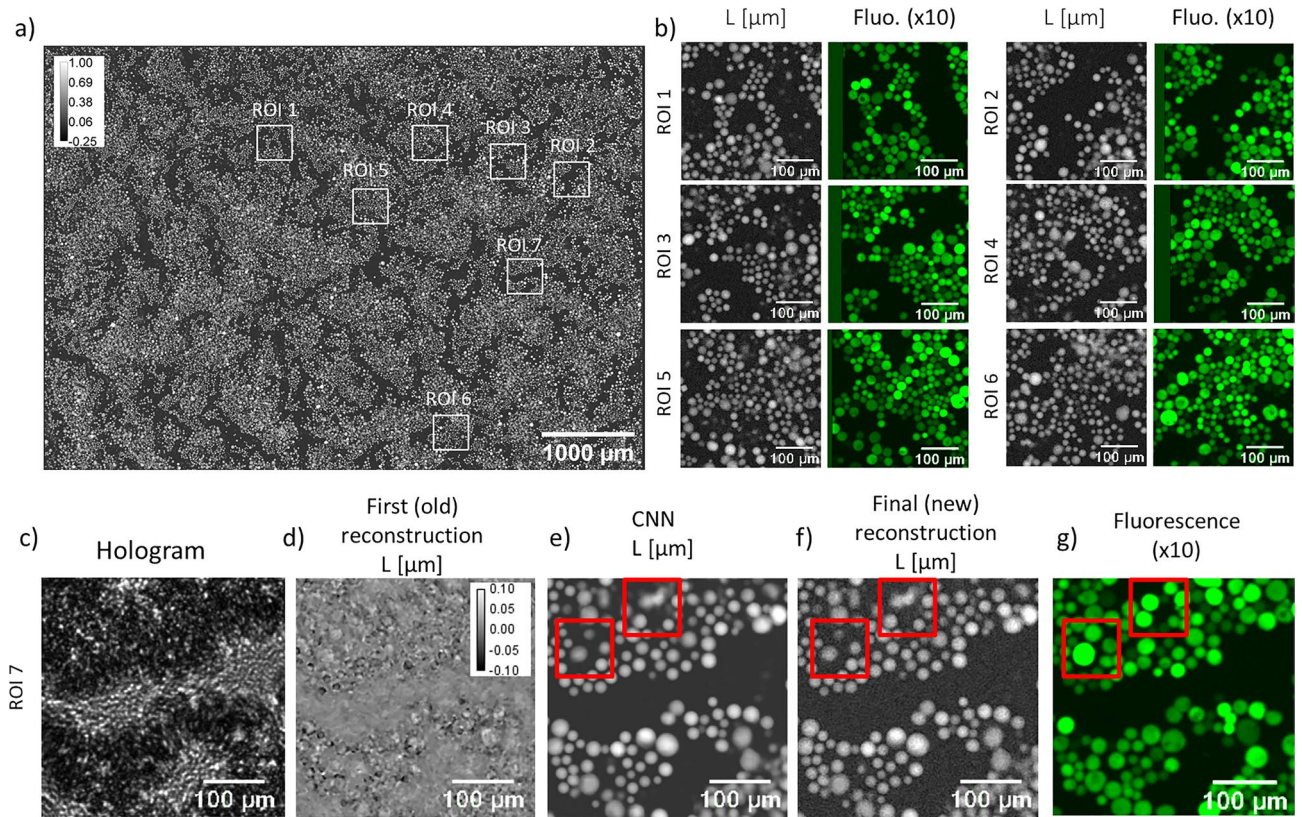 a)
1.00
0.69
0.38
0.06
-0.25
ROI 1
ROI 4
ROI 3
ROI 2
ROI 5
ROI 7
ROI 6
1000 µm
b)
L [µm]
Fluo. (x10)
L [µm]
Fluo. (x10)
ROI 1
100 µm
100 µm
ROI 2
100 µm
100 µm
ROI 3
100 µm
100 µm
ROI 4
100 µm
100 µm
ROI 5
100 µm
100 µm
ROI 6
100 µm
100 µm
c)
Hologram
ROI 7
100 µm
d)
First (old)
reconstruction
L [µm]
0.10
0.05
0.00
-0.05
-0.10
100 µm
e)
CNN
L [µm]
100 µm
f)
Final (new)
reconstruction
L [µm]
100 µm
g)
Fluorescence
(x10)
100 µm